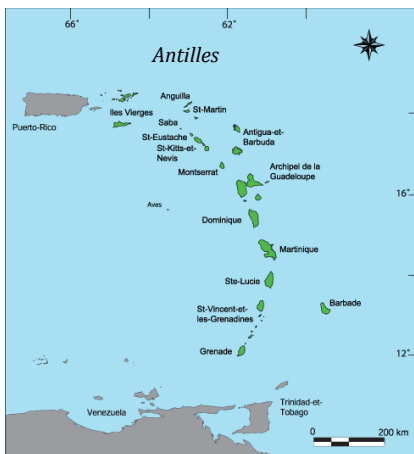 66
62
Antilles
Anguilla
St-Martin
Iles Vierges
Puerto-Rico
Saba
St-Eustache
St-Kitts-et-
Nevis
Antigua-et-
Barbuda
Montserrat
Archipel de la
Guadeloupe
16°
Aves
Dominique
Martinique
Ste-Lucie
St-Vincent-et-
les-Grenadines
Barbade
Grenade
12°
Venezuela
Trinidad-et-
Tobago
0
200 km